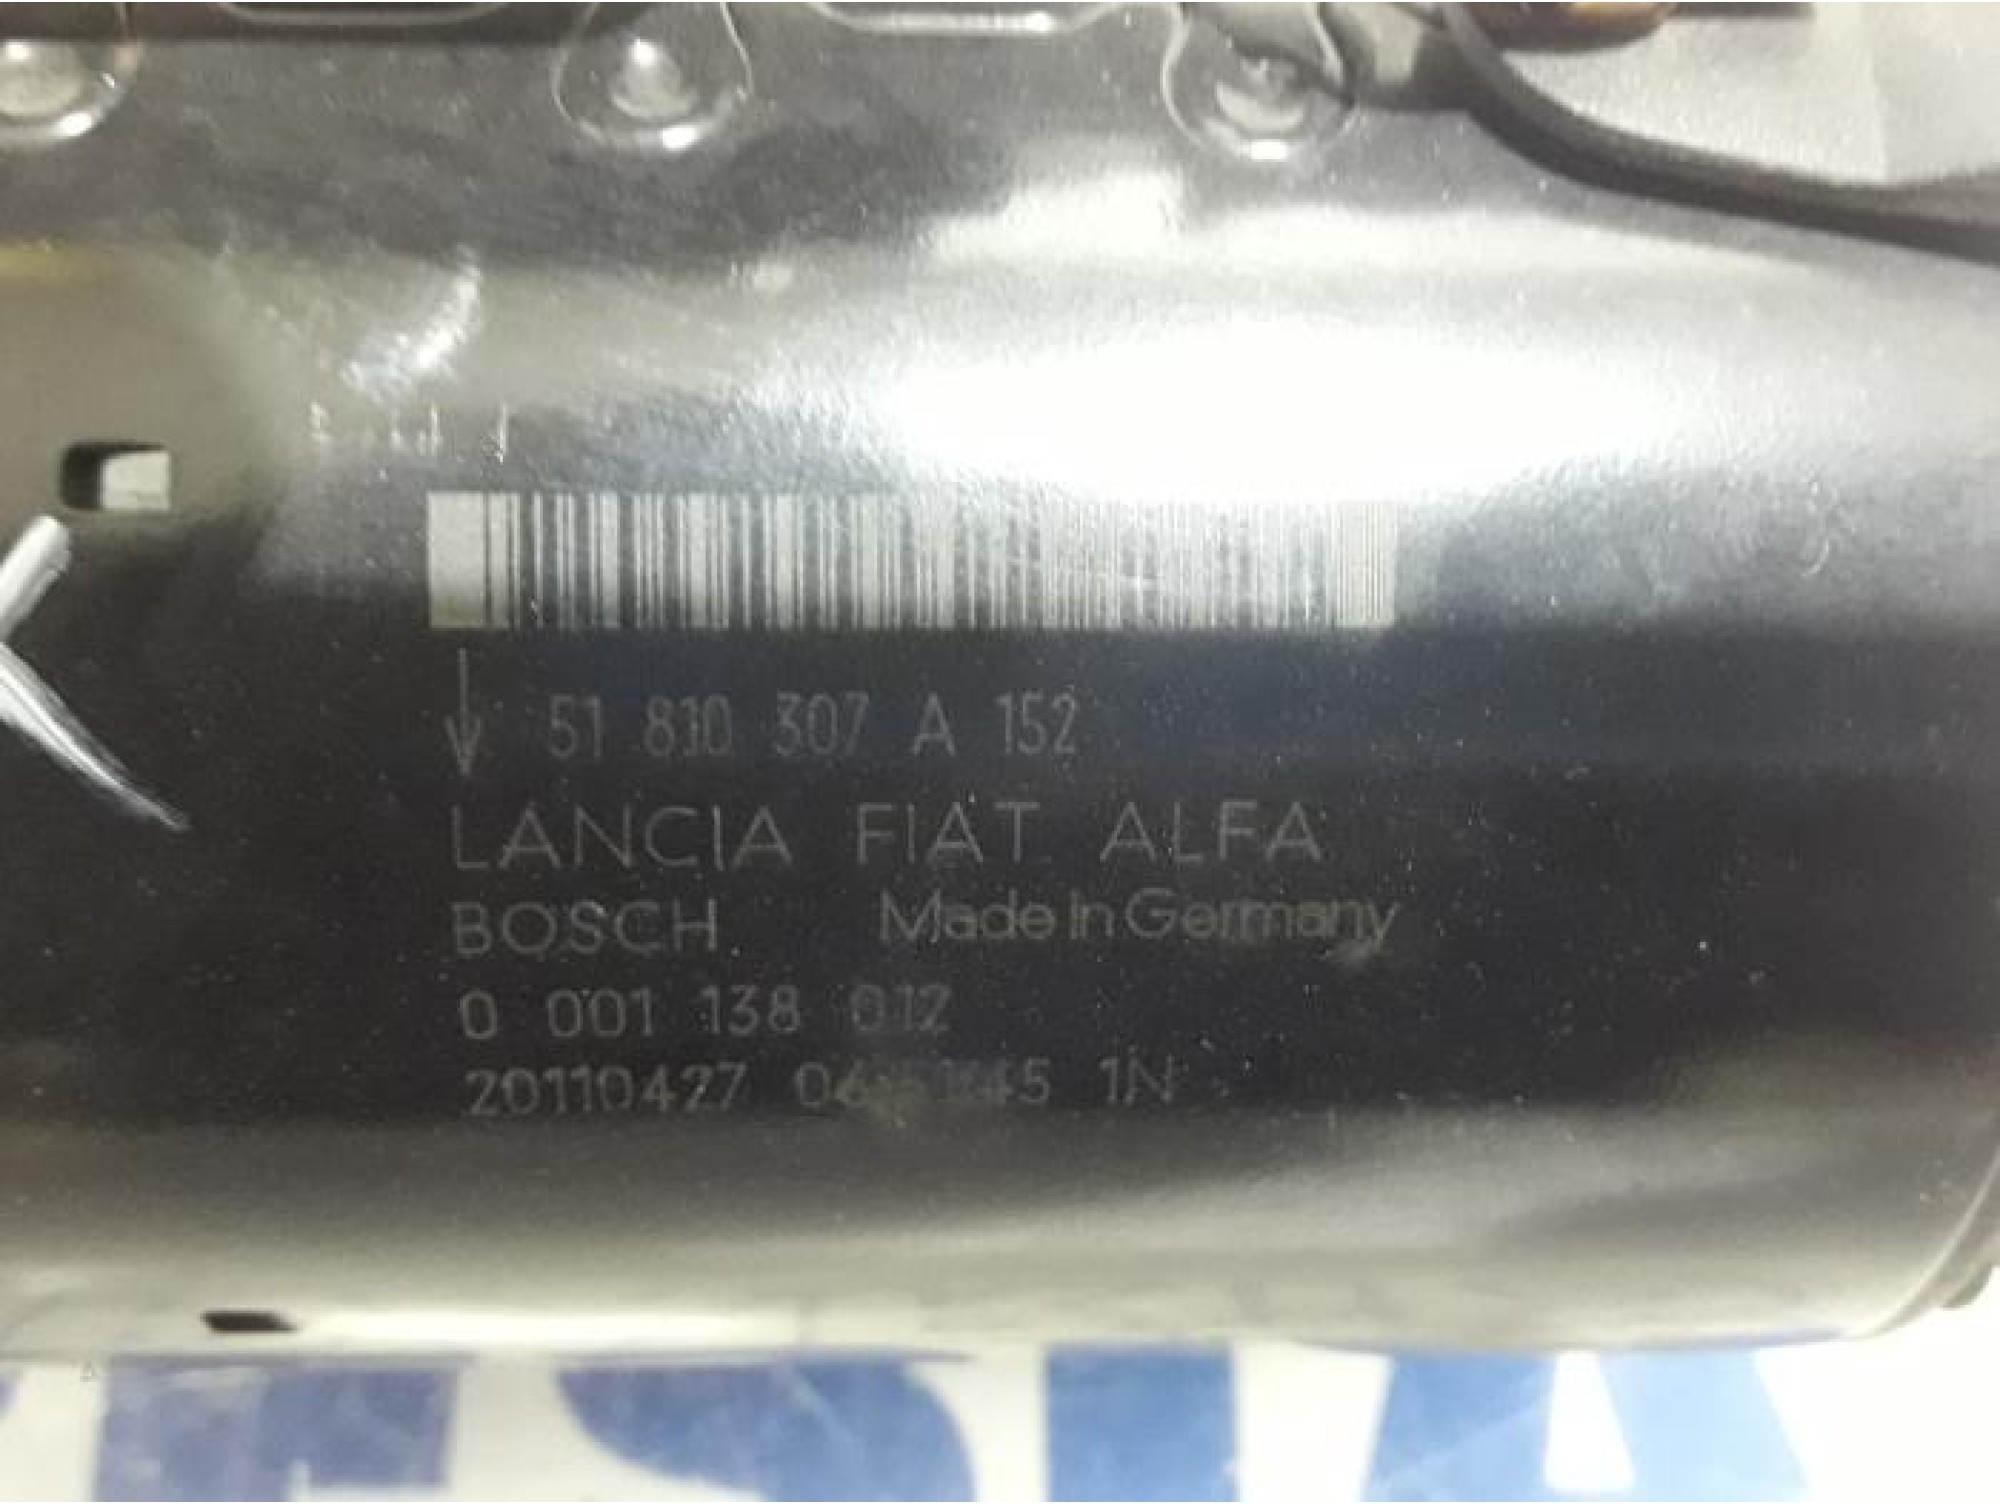 51 810 307 A 152
LANCIA FIAT ALFA
BOSCH Made in Germany
0 001 138 012
20110427 1N